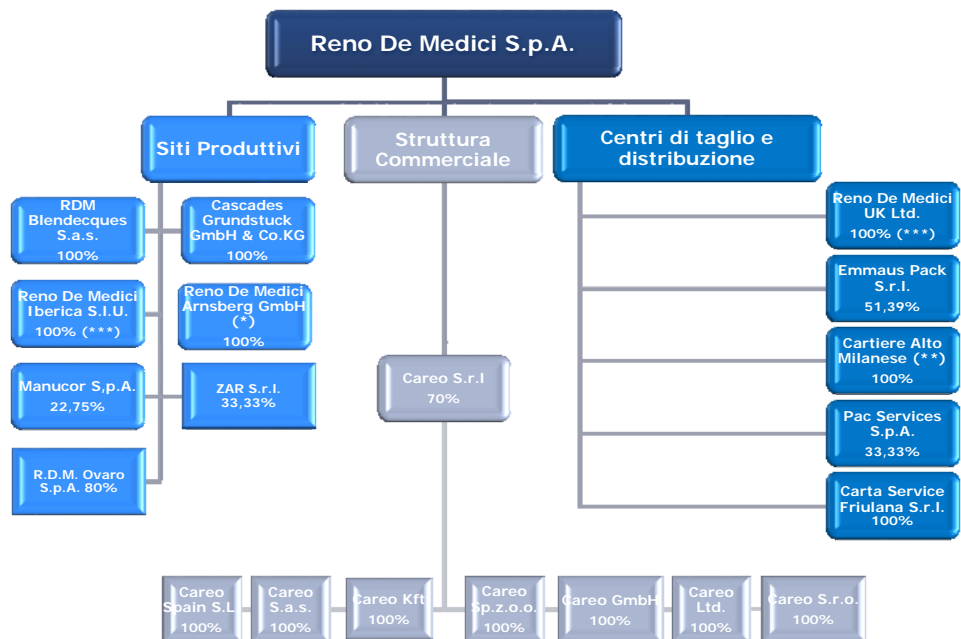 Reno De Medici S.p.A.
Siti Produttivi
Struttura
Commerciale
Centri di taglio e
distribuzione
RDM
Blendecques
S.a.s.
100%
Cascades
Grundstuck
GmbH & Co.KG
100%
Reno De Medici
Iberica S.l.U.
100% (***)
Reno De Medici
Arnsberg GmbH
(*)
100%
Manucor S,p.A.
22,75%
ZAR S.r.l.
33,33%
R.D.M. Ovaro
S.p.A. 80%
Careo S.r.l
70%
Reno De Medici
UK Ltd.
100% (***)
Emmaus Pack
S.r.l.
51,39%
Cartiere Alto
Milanese (**)
100%
Pac Services
S.p.A.
33,33%
Carta Service
Friulana S.r.l.
100%
Careo
Spain S.L
100%
Careo
S.a.s.
100%
Careo Kft
100%
Careo
Sp.z.o.o.
100%
Careo GmbH
100%
Careo
Ltd.
100%
Careo S.r.o.
100%